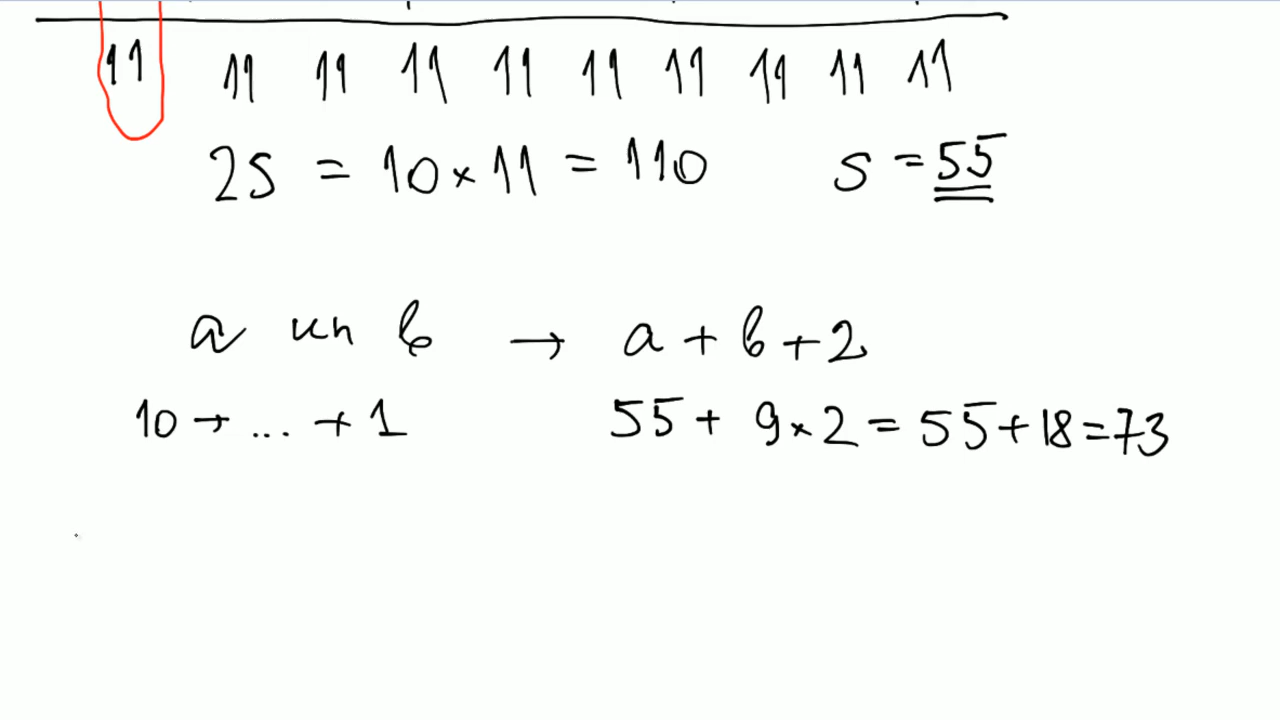 11 11 11 11 11 11 11 11 11 11
2S = 10 × 11 = 110 S = 55
a и b → a + b + 2
10 + ... + 1 55 + 9 × 2 = 55 + 18 = 73